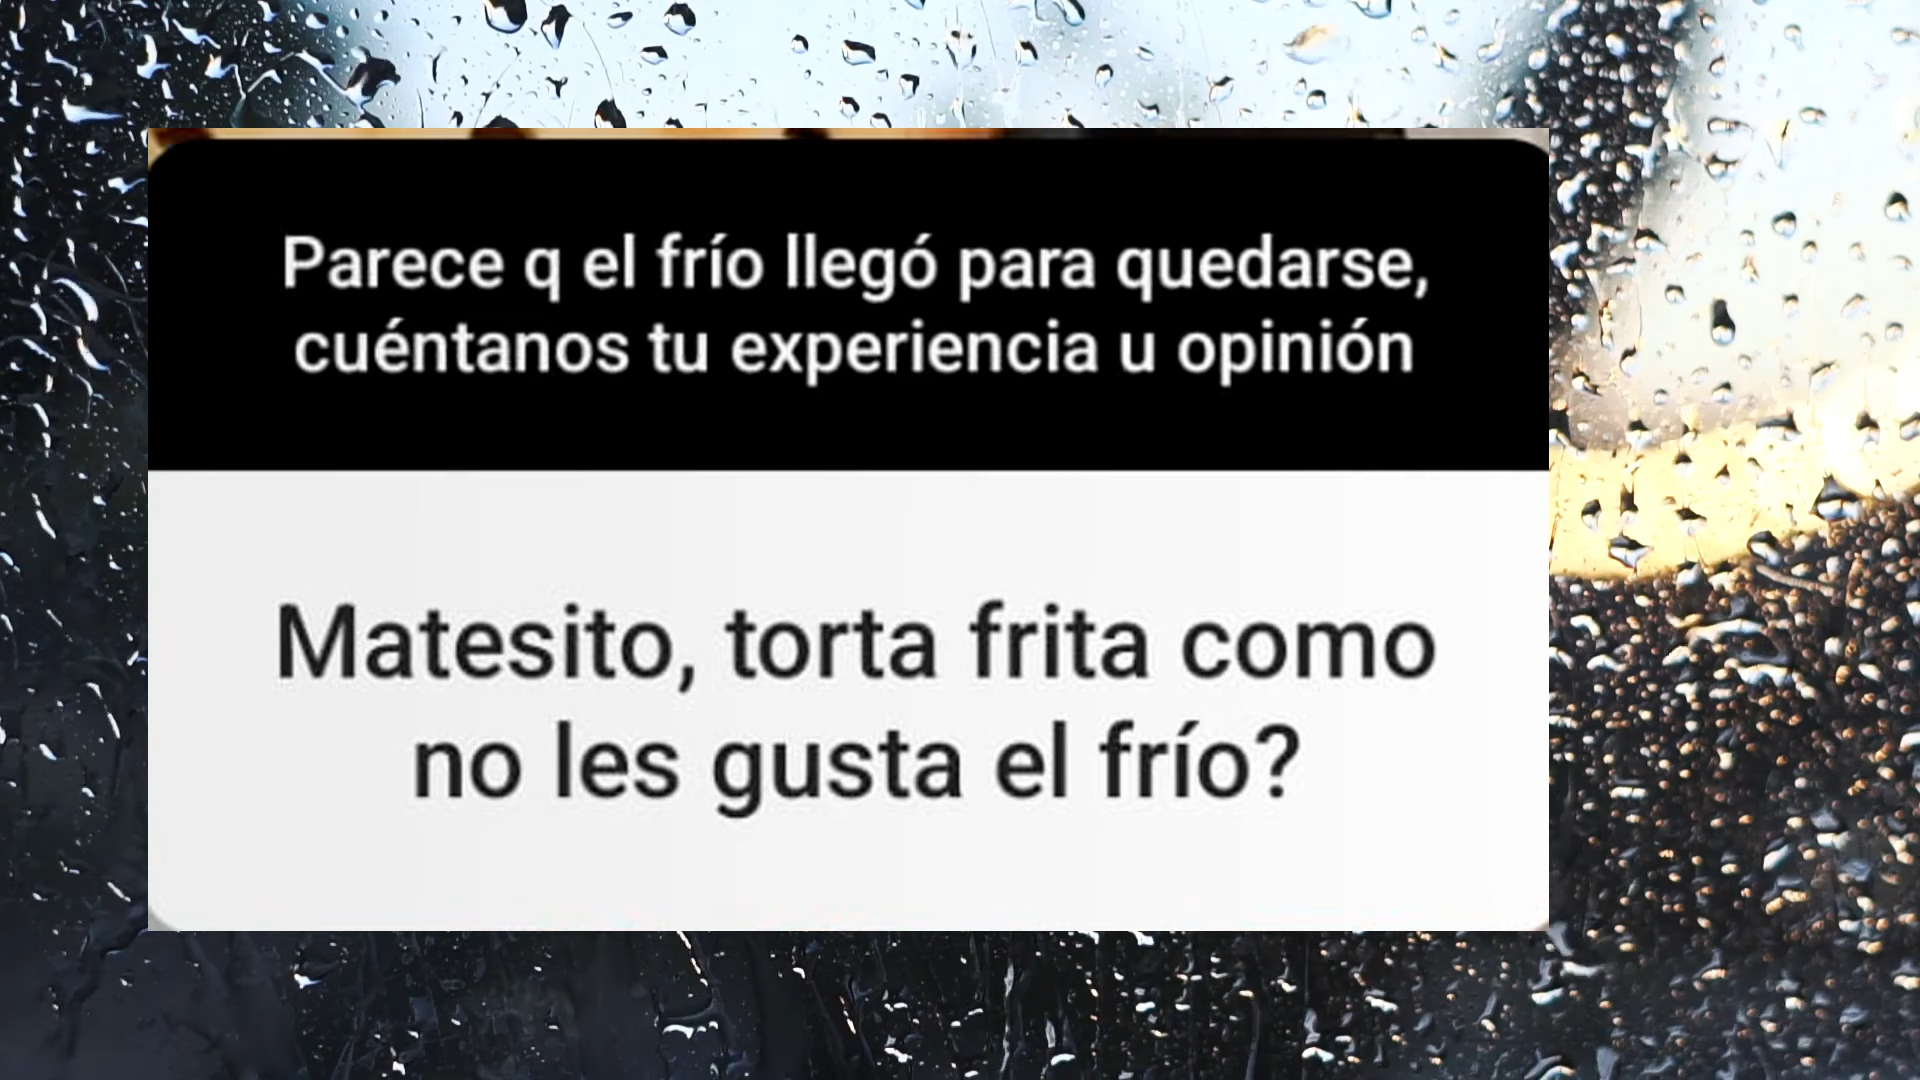 Parece q el frío llegó para quedarse,
cuéntanos tu experiencia u opinión
Matesito, torta frita como
no les gusta el frío?